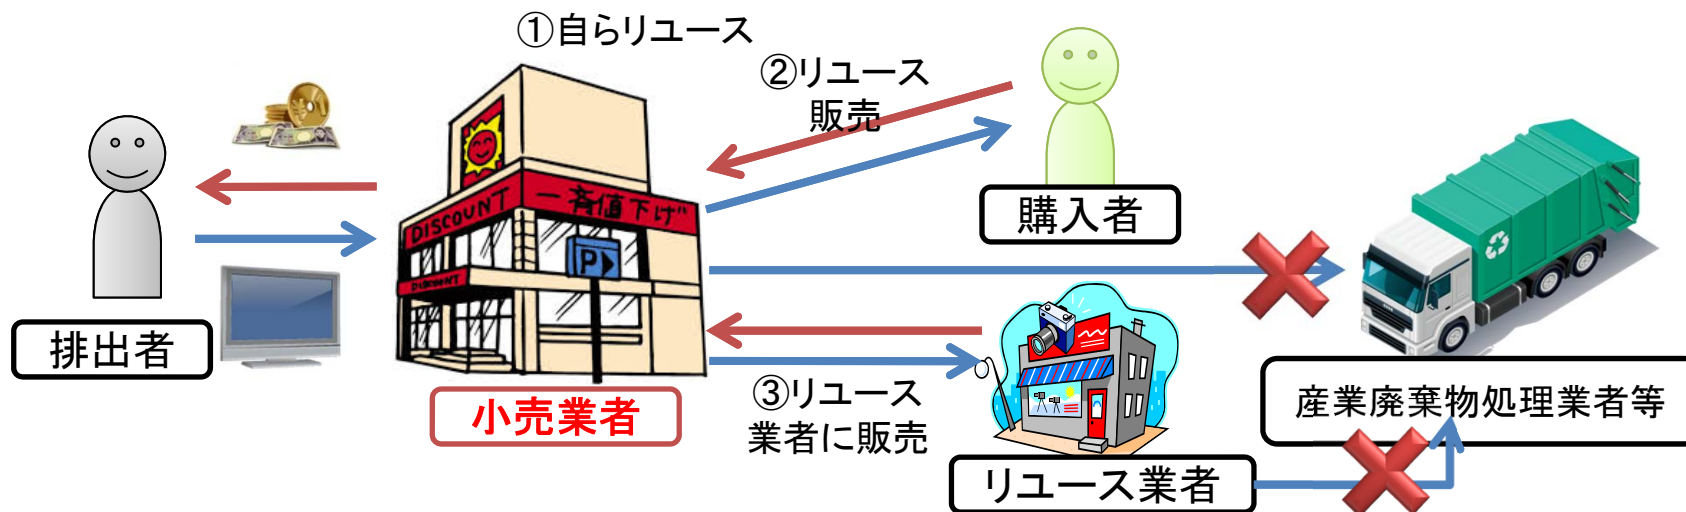 ①自らリユース
②リユース
販売
DISCOUNT
一斉値下げ
DISCOUNT
P
購入者
排出者
小売業者
③リユース
業者に販売
産業廃棄物処理業者等
リユース業者